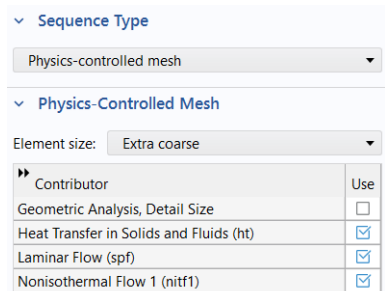 Sequence Type
Physics-controlled mesh
Physics-Controlled Mesh
Element size: Extra coarse
Contributor Use
Geometric Analysis, Detail Size
Heat Transfer in Solids and Fluids (ht)
Laminar Flow (spf)
Nonisothermal Flow 1 (nitf1)